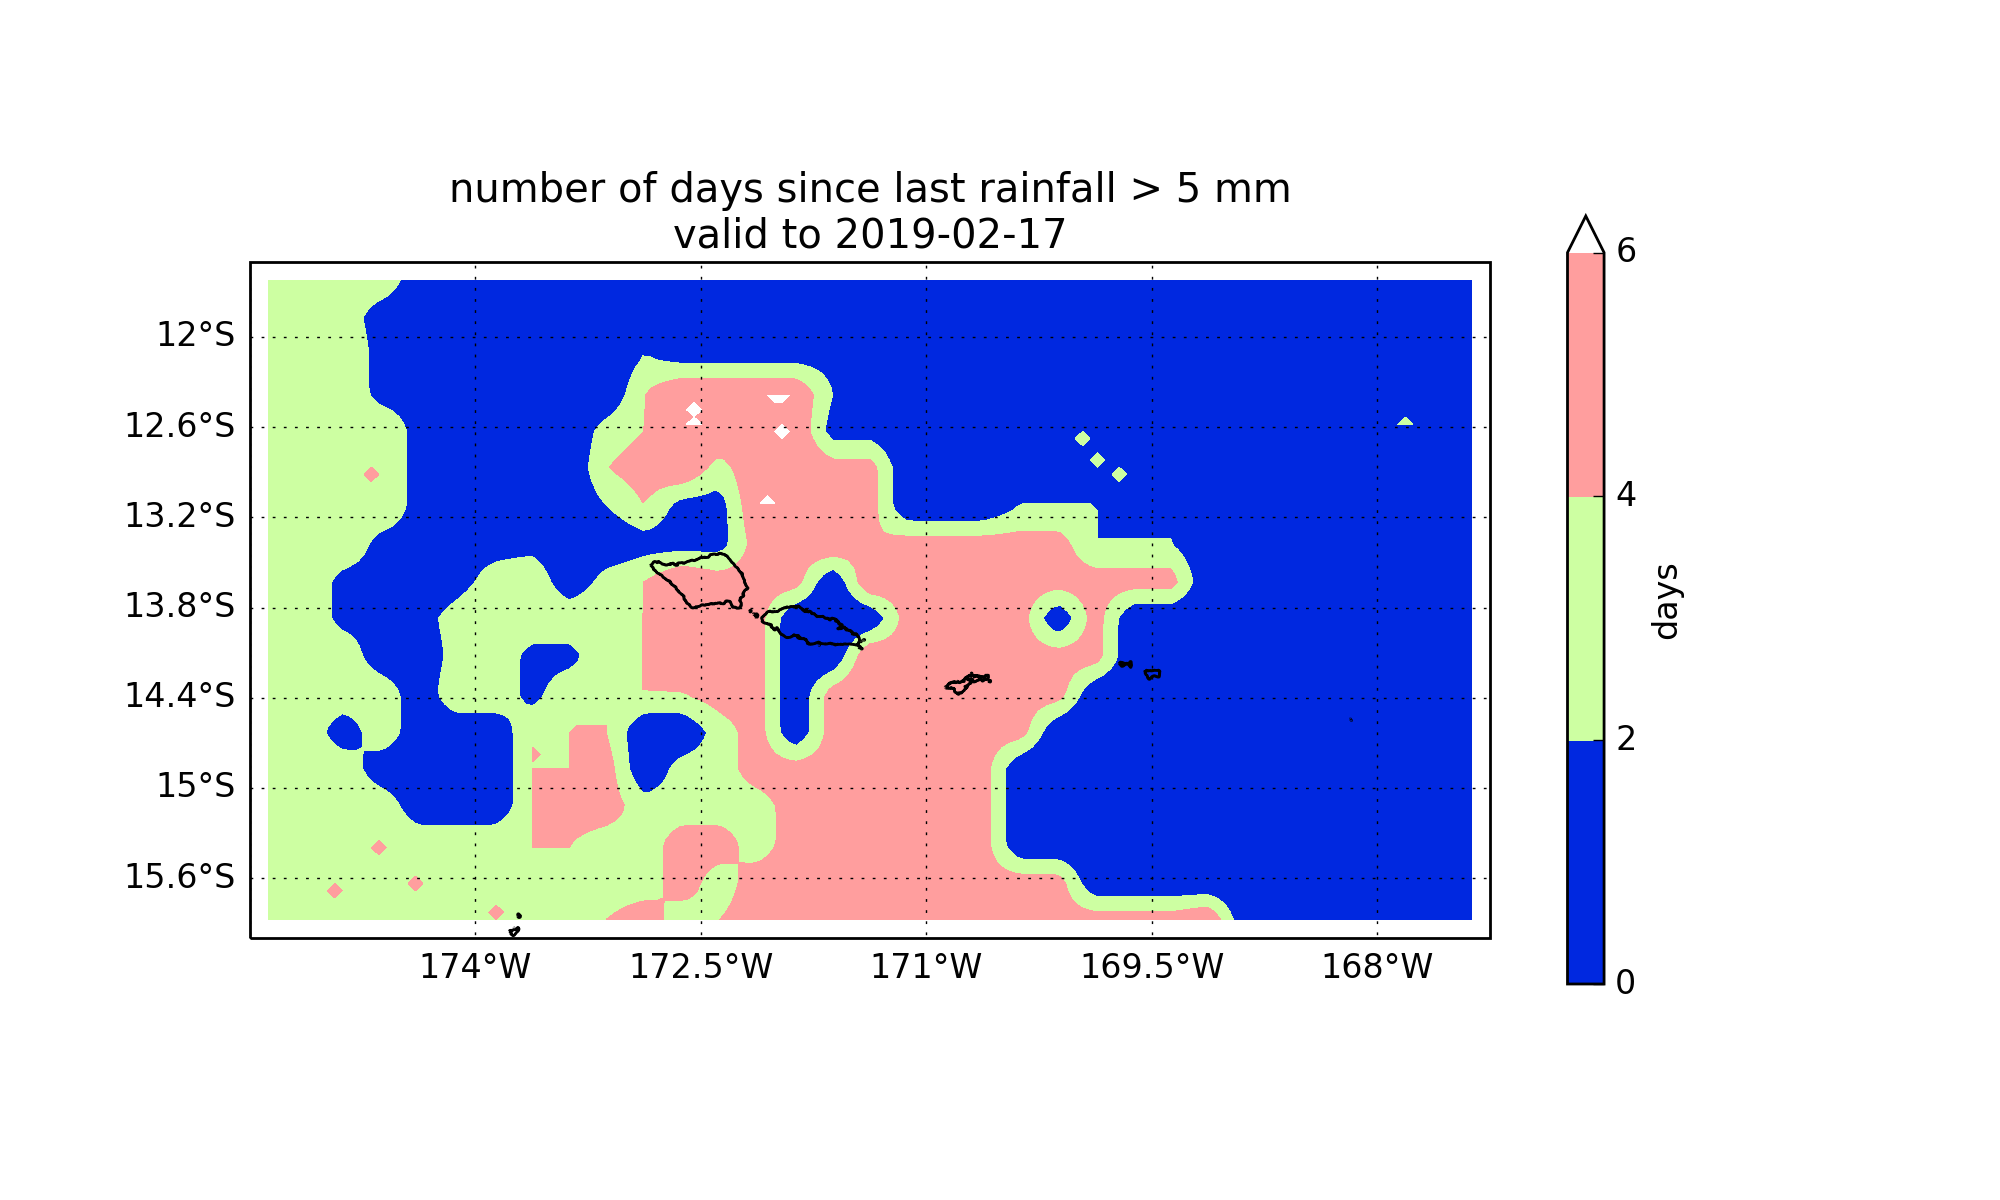 number of days since last rainfall > 5 mm
valid to 2019-02-17
12°S
12.6°S
13.2°S
13.8°S
14.4°S
15°S
15.6°S
174°W
172.5°W
171°W
169.5°W
168°W
6
4
2
0
days